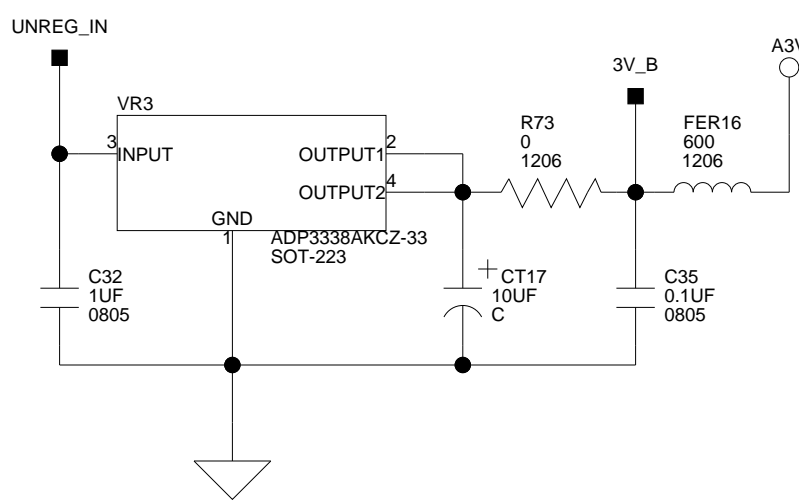 UNREG_IN
A3V
3V_B
VR3
R73
0
1206
FER16
600
1206
3
INPUT
OUTPUT1
2
OUTPUT2
4
GND
1
ADP3338AKCZ-33
SOT-223
C32
1UF
0805
+
CT17
10UF
C
C35
0.1UF
0805